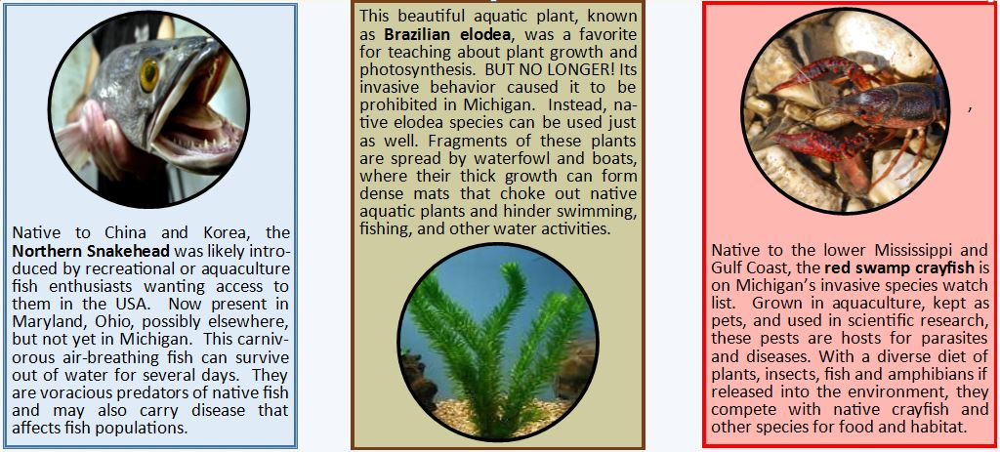 Native to China and Korea, the
Northern Snakehead was likely intro-
duced by recreational or aquaculture
fish enthusiasts wanting access to
them in the USA. Now present in
Maryland, Ohio, possibly elsewhere,
but not yet in Michigan. This carniv-
orous air-breathing fish can survive
out of water for several days. They
are voracious predators of native fish
and may also carry disease that
affects fish populations.
This beautiful aquatic plant, known
as Brazilian elodea, was a favorite
for teaching about plant growth and
photosynthesis. BUT NO LONGER! Its
invasive behavior caused it to be
prohibited in Michigan. Instead, na-
tive elodea species can be used just
as well. Fragments of these plants
are spread by waterfowl and boats,
where their thick growth can form
dense mats that choke out native
aquatic plants and hinder swimming,
fishing, and other water activities.
,
Native to the lower Mississippi and
Gulf Coast, the red swamp crayfish is
on Michigan’s invasive species watch
list. Grown in aquaculture, kept as
pets, and used in scientific research,
these pests are hosts for parasites
and diseases. With a diverse diet of
plants, insects, fish and amphibians if
released into the environment, they
compete with native crayfish and
other species for food and habitat.